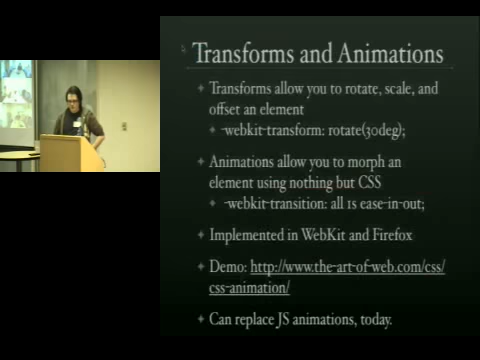 Transforms and Animations
Transforms allow you to rotate, scale, and
offset an element
-webkit-transform: rotate(30deg);
Animations allow you to morph an
element using nothing but CSS
-webkit-transition: all 1s ease-in-out;
Implemented in WebKit and Firefox
Demo: http://www.the-art-of-web.com/css/
css-animation/
Can replace JS animations, today.